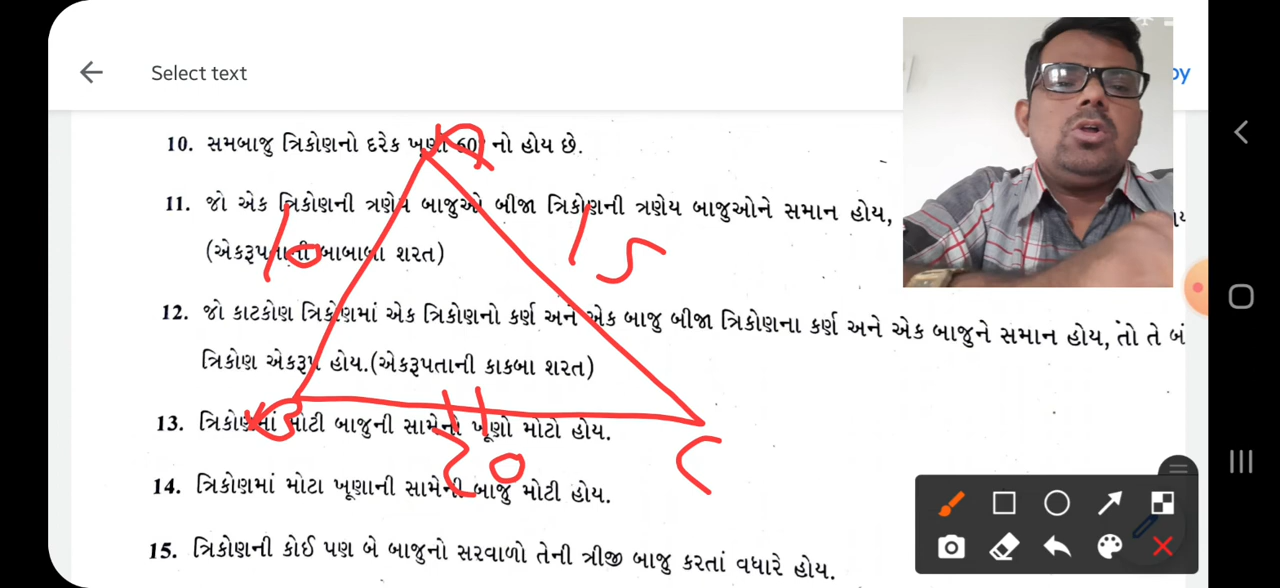 Select text
py
10. સમબાજુ ત્રિકોણનો દરેક ખૂણો 60° નો હોય છે.
A
11. જો એક ત્રિકોણની ત્રણેય બાજુઓ બીજા ત્રિકોણની ત્રણેય બાજુઓને સમાન હોય,
10 15
(એકરૂપતાની બાબાબા શરત)
12. જો કાટકોણ ત્રિકોણમાં એક ત્રિકોણનો કર્ણ અને એક બાજુ બીજા ત્રિકોણના કર્ણ અને એક બાજુને સમાન હોય, તો તે બં
ત્રિકોણ એકરૂપ હોય.(એકરૂપતાની કાકબા શરત)
13. ત્રિકોણમાં મોટી બાજુની સામેનો ખૂણો મોટો હોય.
B C
20
14. ત્રિકોણમાં મોટા ખૂણાની સામેની બાજુ મોટી હોય.
15. ત્રિકોણની કોઈ પણ બે બાજુનો સરવાળો તેની ત્રીજી બાજુ કરતાં વધારે હોય.